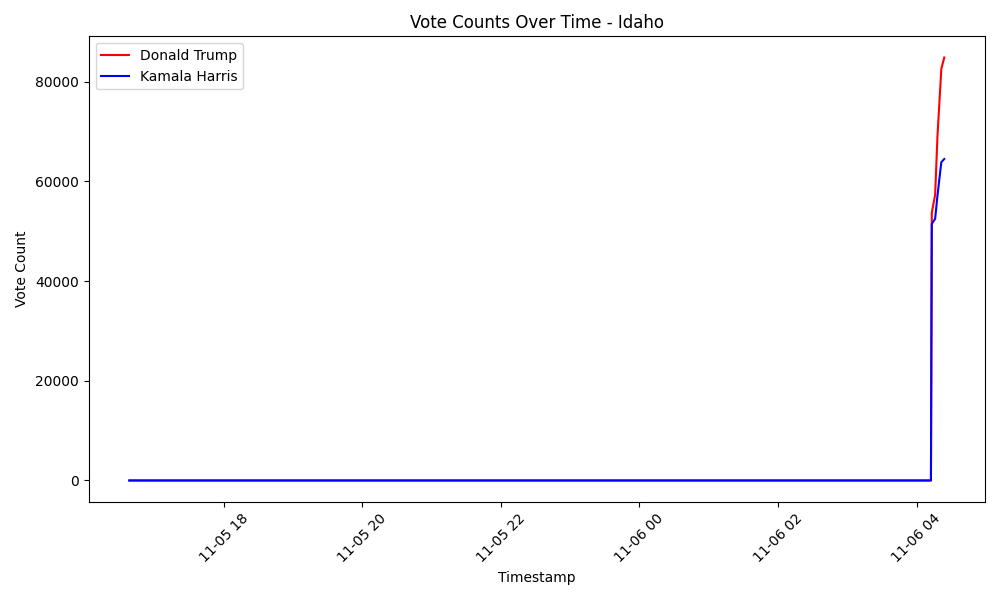 Vote Counts Over Time - Idaho
Donald Trump
Kamala Harris
Vote Count
80000
60000
40000
20000
0
11-05 18
11-05 20
11-05 22
11-06 00
11-06 02
11-06 04
Timestamp